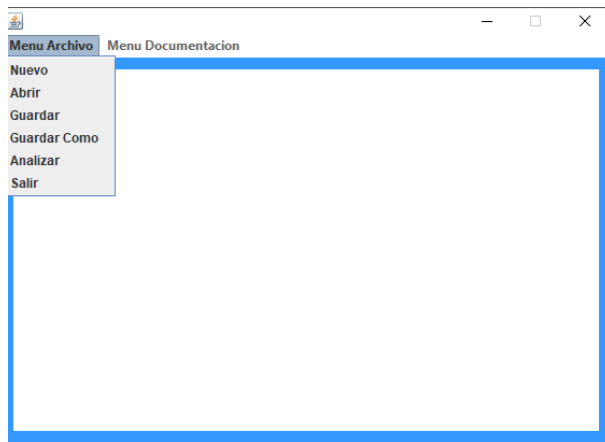 Menu Archivo Menu Documentacion
Nuevo
Abrir
Guardar
Guardar Como
Analizar
Salir